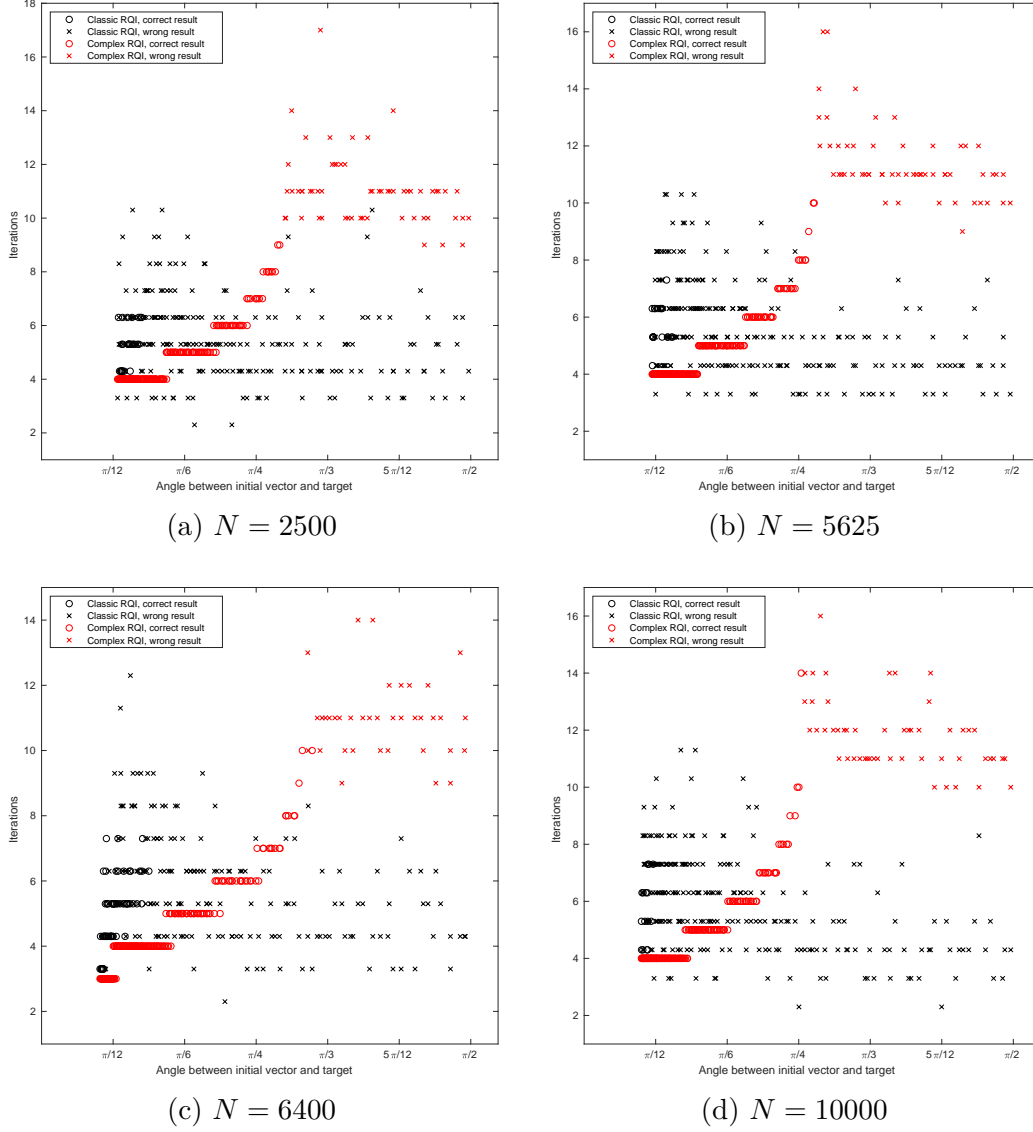 18
16
14
12
10
8
6
4
2
Iterations
Classic RQI, correct result
Classic RQI, wrong result
Complex RQI, correct result
Complex RQI, wrong result
π/12 π/6 π/4 π/3 5π/12 π/2
Angle between initial vector and target
(a) N = 2500
16
14
12
10
8
6
4
2
Iterations
Classic RQI, correct result
Classic RQI, wrong result
Complex RQI, correct result
Complex RQI, wrong result
π/12 π/6 π/4 π/3 5π/12 π/2
Angle between initial vector and target
(b) N = 5625
14
12
10
8
6
4
2
Iterations
Classic RQI, correct result
Classic RQI, wrong result
Complex RQI, correct result
Complex RQI, wrong result
π/12 π/6 π/4 π/3 5π/12 π/2
Angle between initial vector and target
(c) N = 6400
16
14
12
10
8
6
4
2
Iterations
Classic RQI, correct result
Classic RQI, wrong result
Complex RQI, correct result
Complex RQI, wrong result
π/12 π/6 π/4 π/3 5π/12 π/2
Angle between initial vector and target
(d) N = 10000